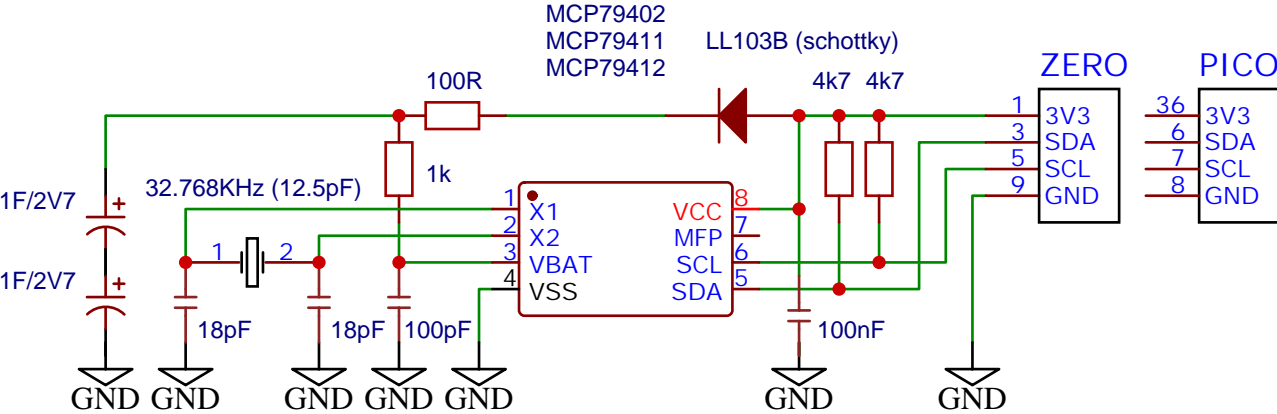 MCP79402
MCP79411
MCP79412
LL103B (schottky)
ZERO
PICO
100R
4k7 4k7
1 3V3
3 SDA
5 SCL
9 GND
36 3V3
6 SDA
7 SCL
8 GND
1k
1F/2V7
+
32.768KHz (12.5pF)
1 X1
2 X2
3 VBAT
4 VSS
VCC 8
MFP 7
SCL 6
SDA 5
1 2
1F/2V7
+
18pF
18pF
100pF
100nF
GND GND GND GND GND GND GND